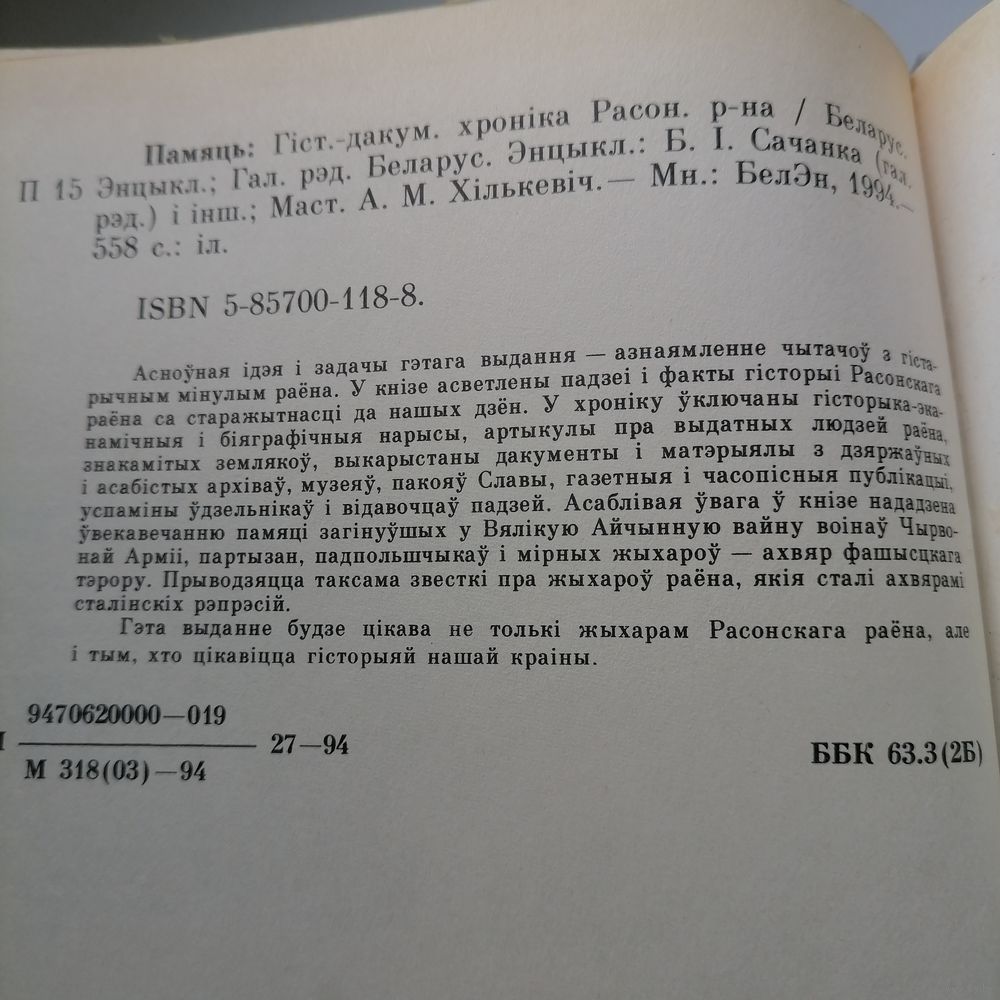 Памяць: Гіст.-дакум. хроніка Расон. р-на / Беларус.
П 15 Энцыкл.; Гал. рэд. Беларус. Энцыкл.: Б. І. Сачанка (гал.
рэд.) і інш.; Маст. А. М. Хількевіч.— Мн.: БелЭн, 1994.—
558 с.: іл.
ISBN 5-85700-118-8.
Асноўная ідэя і задачы гэтага выдання — азнаямленне чытачоў з гіста-
рычным мінулым раёна. У кнізе асветлены падзеі і факты гісторыі Расонскага
раёна са старажытнасці да нашых дзён. У хроніку ўключаны гісторыка-эка-
намічныя і біяграфічныя нарысы, артыкулы пра выдатных людзей раёна,
знакамітых землякоў, выкарыстаны дакументы і матэрыялы з дзяржаўных
і асабістых архіваў, музеяў, пакояў Славы, газетныя і часопісныя публікацыі,
успаміны ўдзельнікаў і відавочцаў падзей. Асаблівая ўвага ў кнізе нададзена
ўвекавечанню памяці загінуўшых у Вялікую Айчынную вайну воінаў Чырво-
най Арміі, партызан, падпольшчыкаў і мірных жыхароў — ахвяр фашысцкага
тэрору. Прыводзяцца таксама звесткі пра жыхароў раёна, якія сталі ахвярамі
сталінскіх рэпрэсій.
Гэта выданне будзе цікава не толькі жыхарам Расонскага раёна, але
і тым, хто цікавіцца гісторыяй нашай краіны.
9470620000—019
27—94
М 318(03)—94
ББК 63.3(2Б)